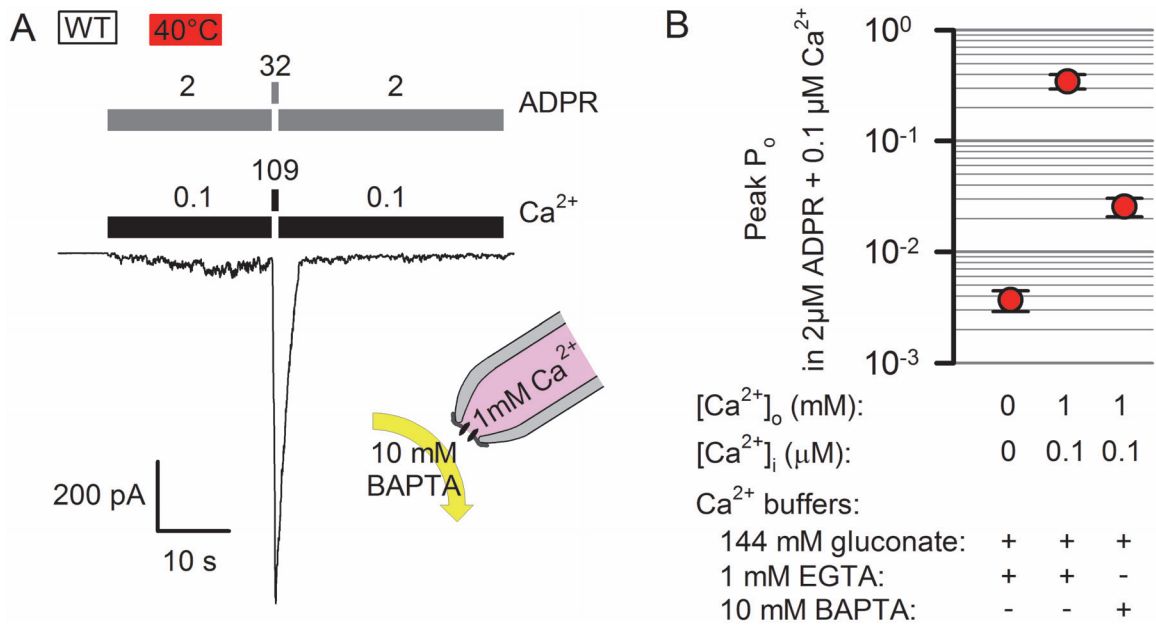 A WT 40°C
32
2 2
ADPR
109
0.1 0.1
Ca²⁺
1mM Ca²⁺
10 mM
BAPTA
200 pA
10 s
B
Peak Pₒ
in 2μM ADPR + 0.1 μM Ca²⁺
10⁰
10⁻¹
10⁻²
10⁻³
[Ca²⁺]ₒ (mM): 0 1 1
[Ca²⁺]ᵢ (μM): 0 0.1 0.1
Ca²⁺ buffers:
144 mM gluconate: + + +
1 mM EGTA: + + -
10 mM BAPTA: - - +